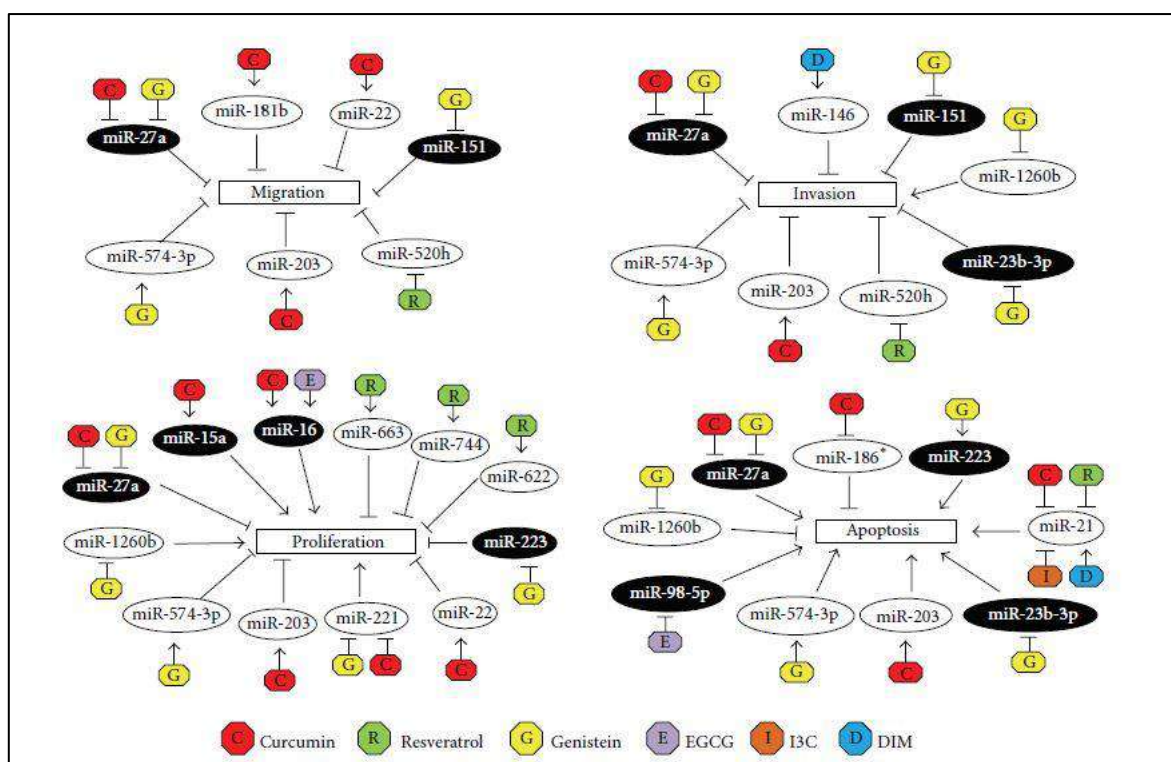 C C
C G miR-181b miR-22 G
miR-27a miR-151
Migration
miR-574-3p miR-203 miR-520h
G C R
D G
C G miR-146 miR-151 G
miR-27a miR-1260b
Invasion
miR-574-3p miR-203 miR-520h miR-23b-3p
G C R G
C C E R R
miR-15a miR-16 miR-663 miR-744 R
C G miR-622
miR-27a
miR-1260b Proliferation miR-223
G G
miR-574-3p miR-203 miR-221 miR-22
G C G C C
C G C G
miR-27a miR-186* miR-223
G C R
miR-1260b Apoptosis miR-21
I D
miR-98-5p miR-574-3p miR-203 miR-23b-3p
E G C G
C Curcumin R Resveratrol G Genistein E EGCG I I3C D DIM